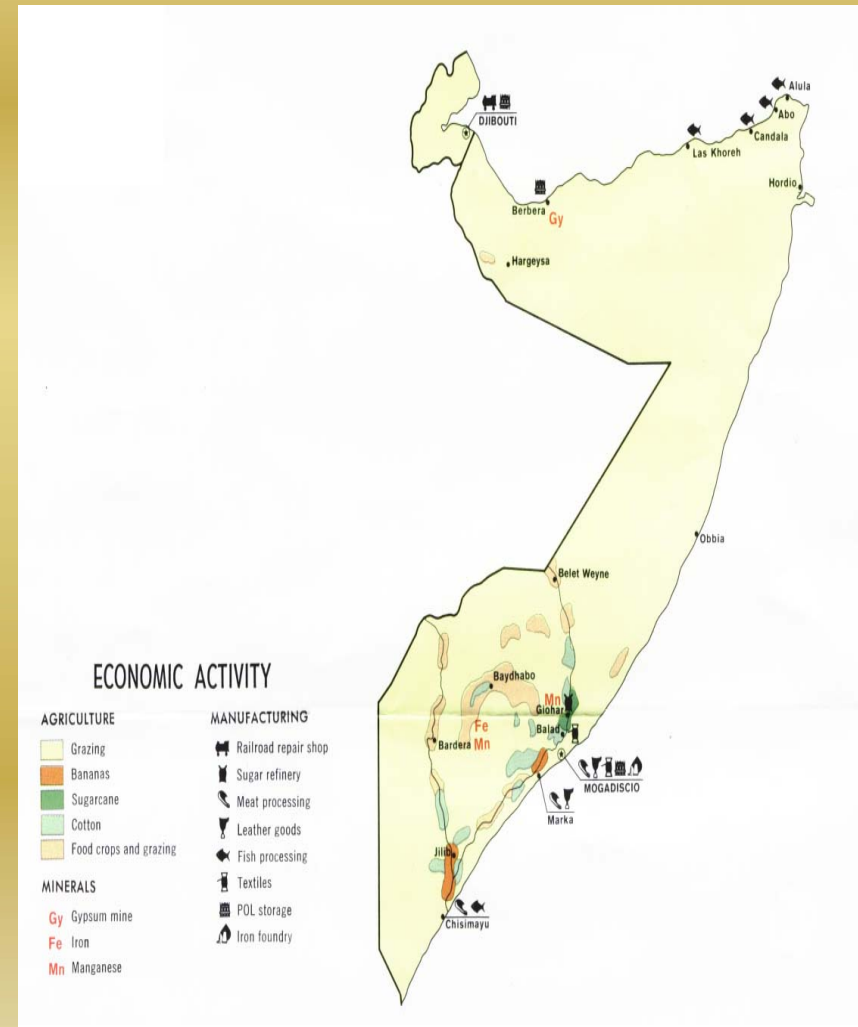 DJIBOUTI
Alula
Abo
Candala
Las Khoreh
Hordio
Berbera
Gy
Hargeysa
Obbia
Belet Weyne
Baydhabo
Mn
Giohar
Fe
Balad
Bardera
Mn
MOGADISCIO
Marka
Jilib
Chisimayu
ECONOMIC ACTIVITY
AGRICULTURE
Grazing
Bananas
Sugarcane
Cotton
Food crops and grazing
MINERALS
Gy Gypsum mine
Fe Iron
Mn Manganese
MANUFACTURING
Railroad repair shop
Sugar refinery
Meat processing
Leather goods
Fish processing
Textiles
POL storage
Iron foundry